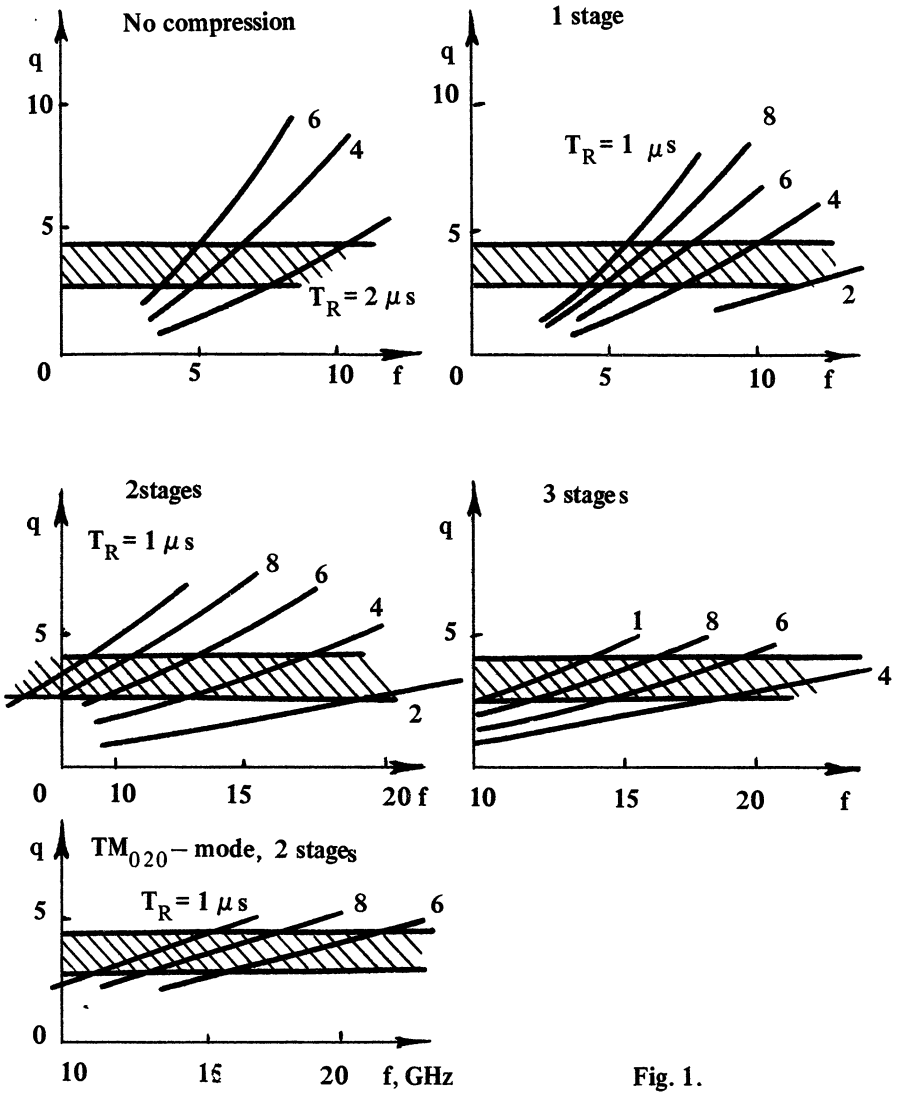 No compression
q
10
5
0
5
10
f
6
4
T_R = 2 μs
1 stage
q
10
5
0
5
10
f
T_R = 1 μs
8
6
4
2
2stages
q
T_R = 1 μs
5
0
10
15
20 f
8
6
4
2
3 stages
q
5
10
15
20
f
1
8
6
4
TM_020 – mode, 2 stages
q
T_R = 1 μs
5
0
10
20
f, GHz
8
6
Fig. 1.